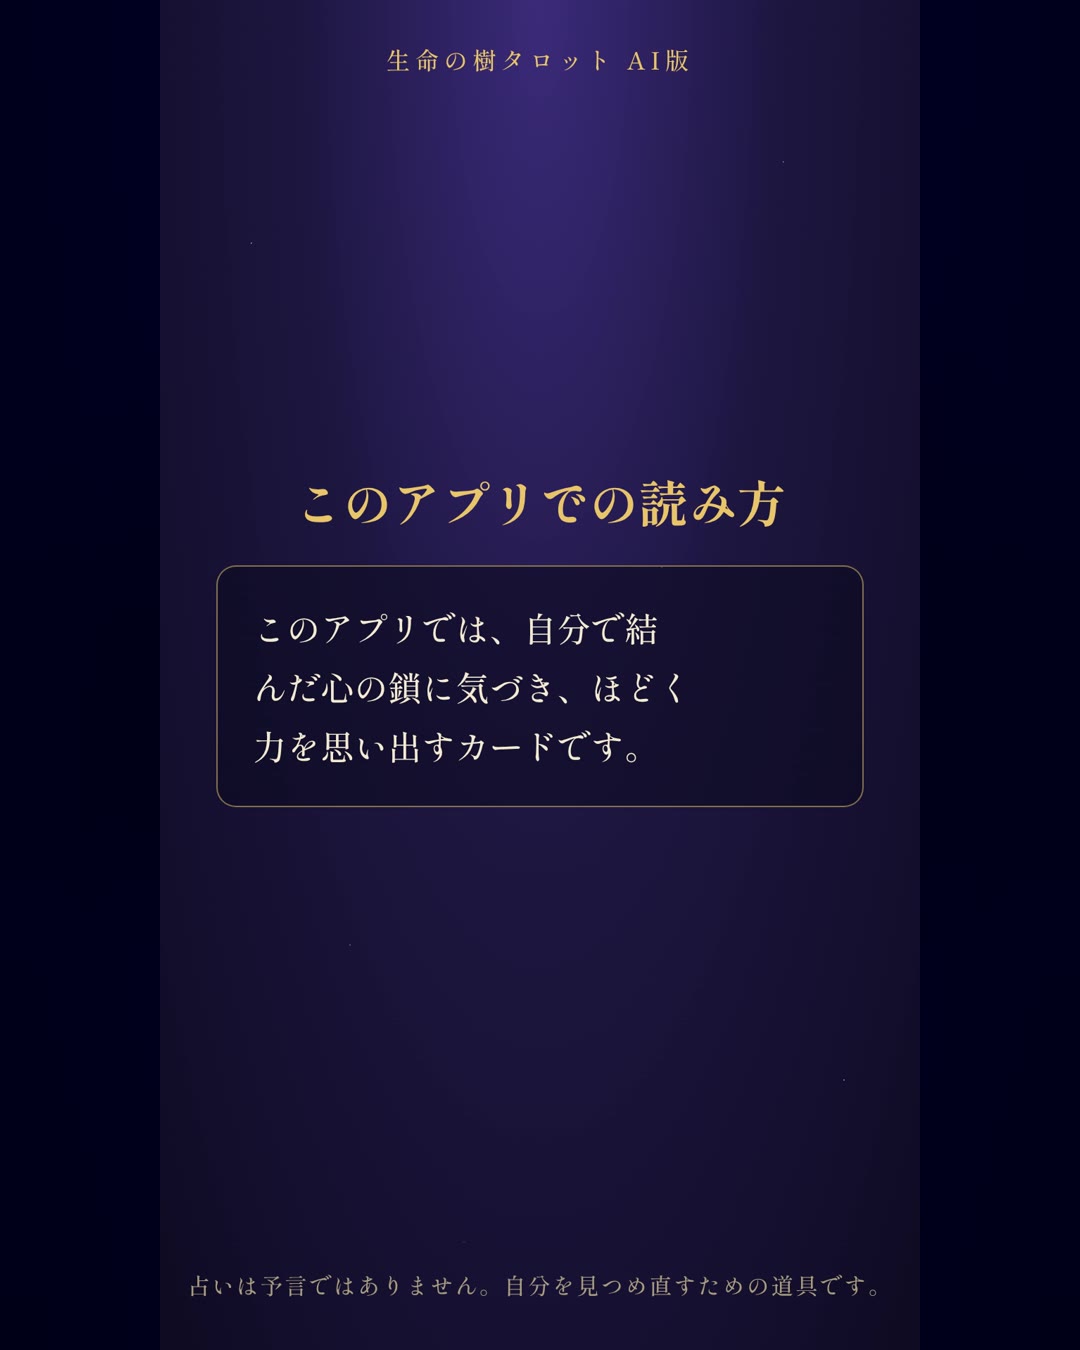 生命の樹タロット AI版
このアプリでの読み方
このアプリでは、自分で結
んだ心の鎖に気づき、ほどく
力を思い出すカードです。
占いは予言ではありません。自分を見つめ直すための道具です。